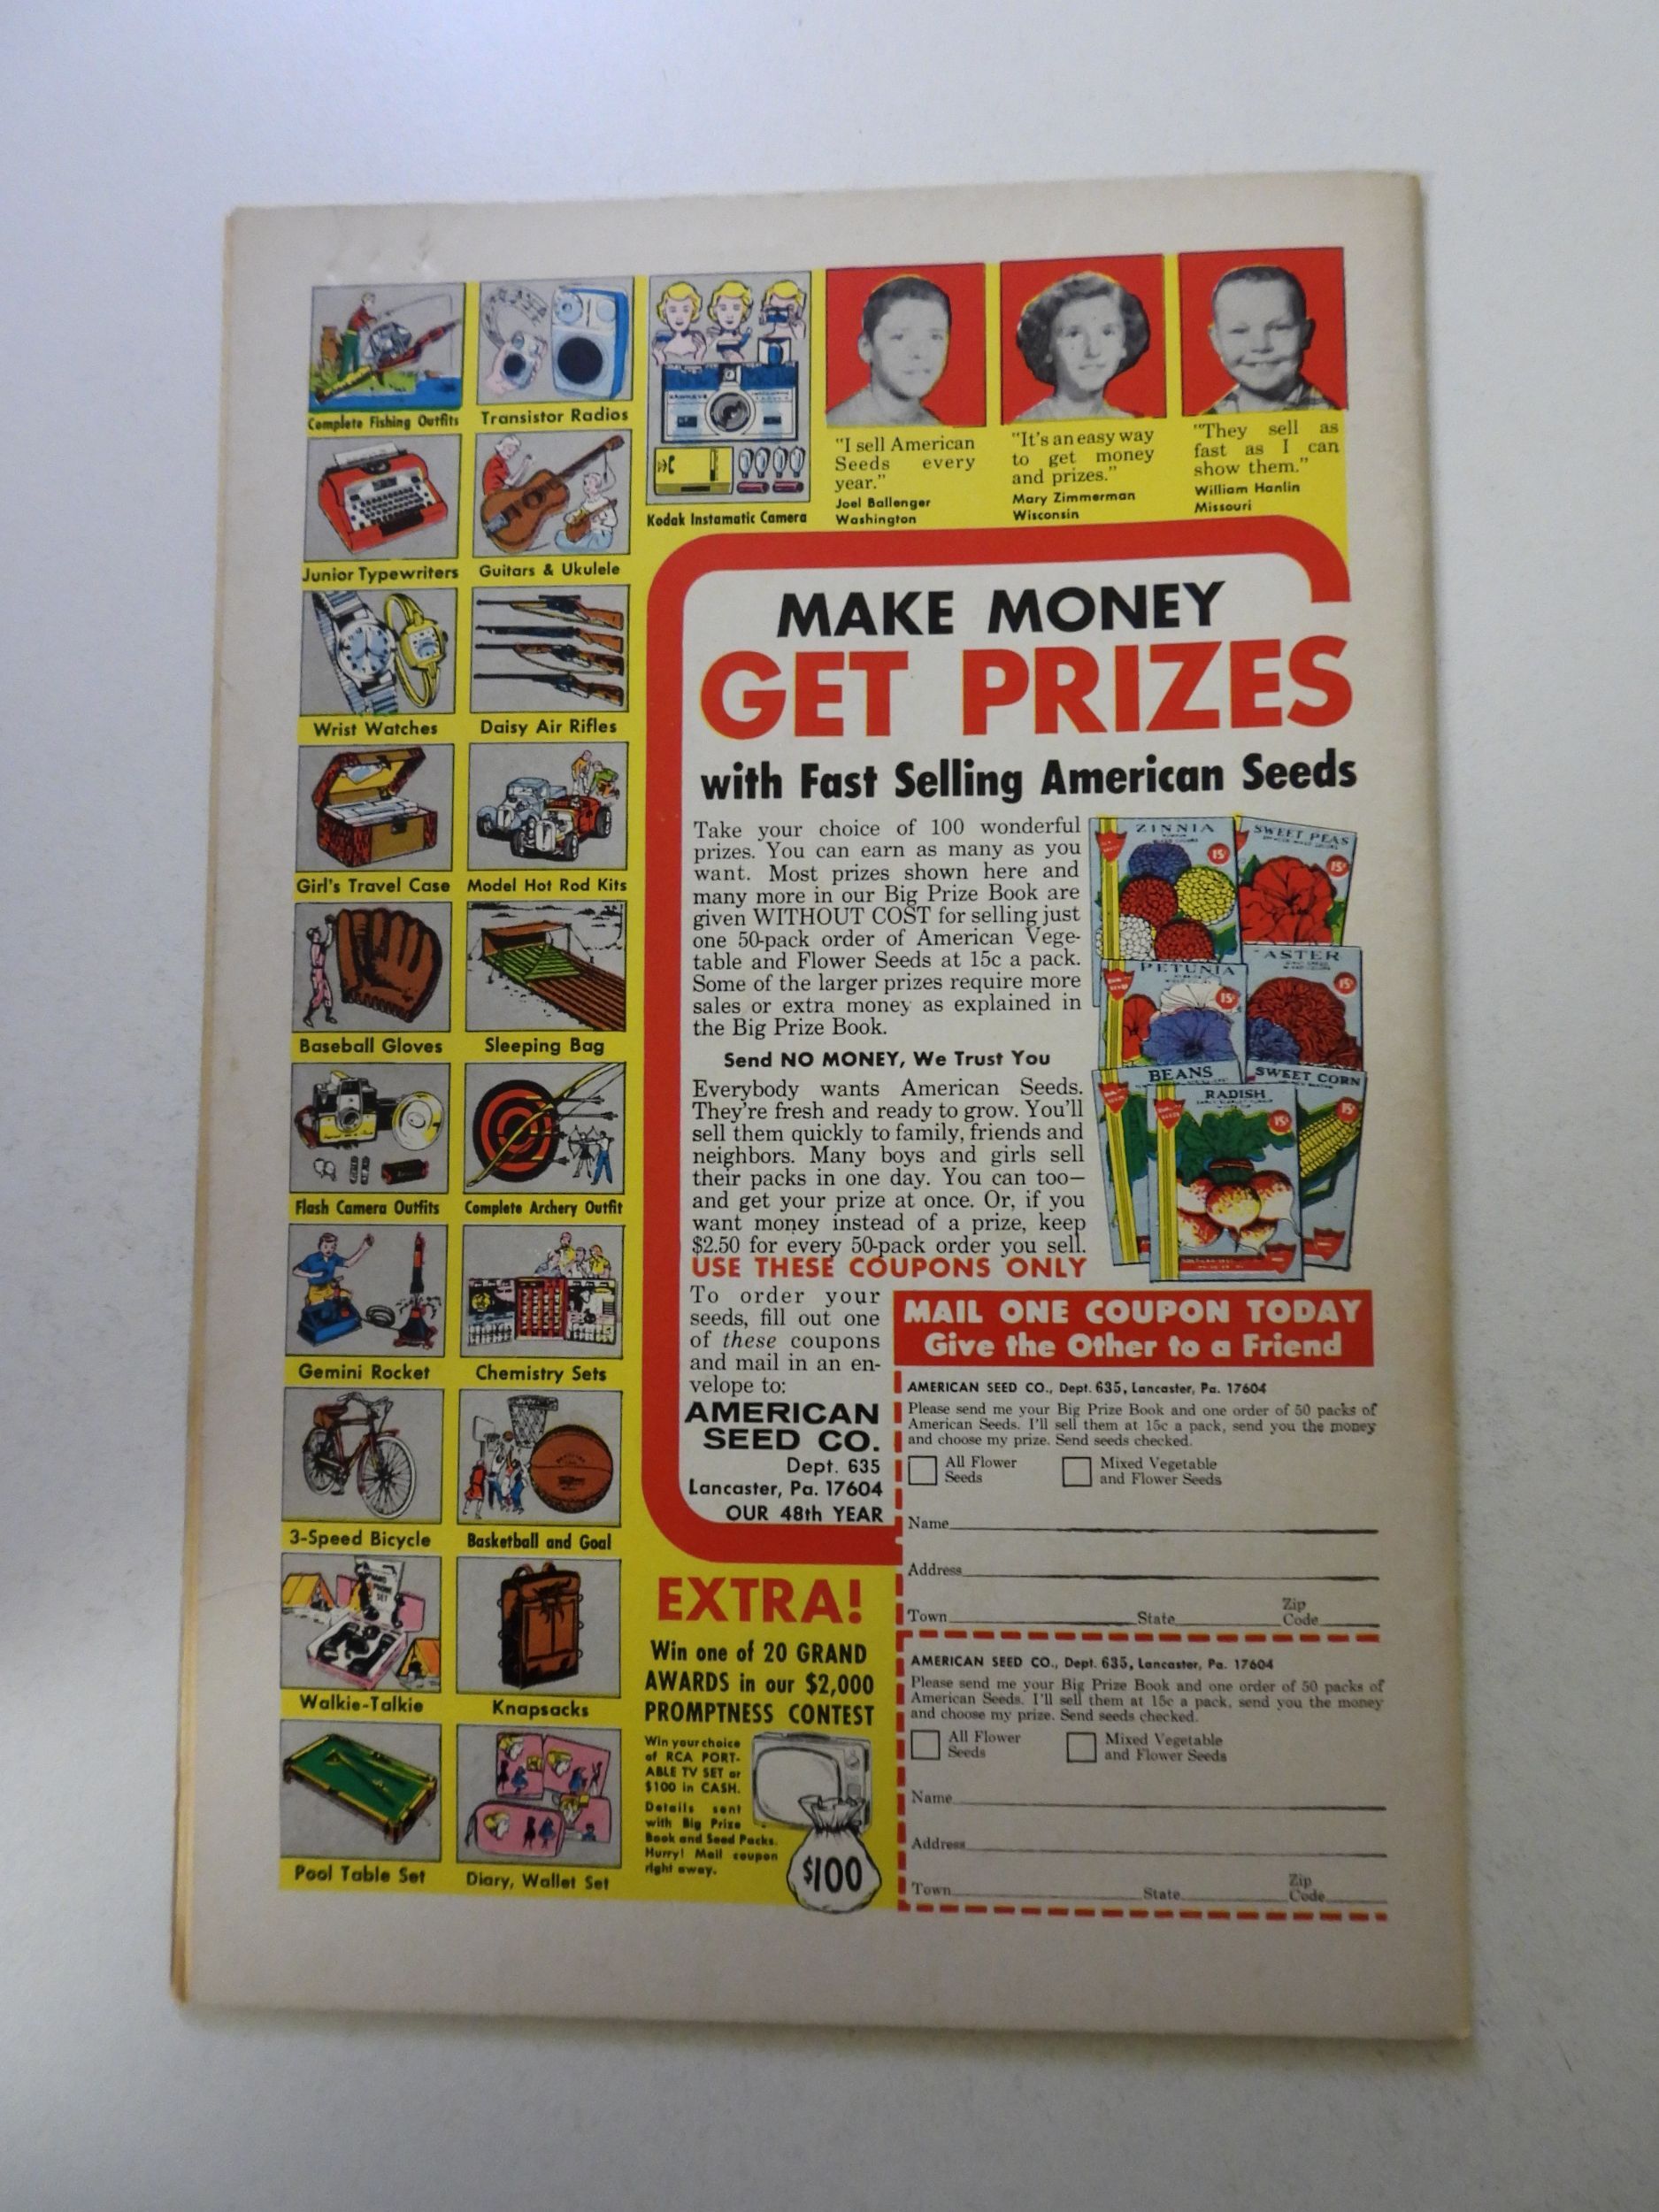 Complete Fishing Outfits
Transistor Radios
Junior Typewriters
Guitars & Ukulele
Kodak Instamatic Camera
Wrist Watches
Daisy Air Rifles
Girl's Travel Case
Model Hot Rod Kits
Baseball Gloves
Sleeping Bag
Flash Camera Outfits
Complete Archery Outfit
Gemini Rocket
Chemistry Sets
3-Speed Bicycle
Basketball and Goal
Walkie-Talkie
Knapsacks
Pool Table Set
Diary, Wallet Set
"I sell American
Seeds every
year."
Joel Ballenger
Washington
"It's an easy way
to get money
and prizes."
Mary Zimmerman
Wisconsin
"They sell as
fast as I can
show them."
William Hanlin
Missouri
MAKE MONEY
GET PRIZES
with Fast Selling American Seeds
Take your choice of 100 wonderful
prizes. You can earn as many as you
want. Most prizes shown here and
many more in our Big Prize Book are
given WITHOUT COST for selling just
one 50-pack order of American Vege-
table and Flower Seeds at 15c a pack.
Some of the larger prizes require more
sales or extra money as explained in
the Big Prize Book.
Send NO MONEY, We Trust You
Everybody wants American Seeds.
They're fresh and ready to grow. You'll
sell them quickly to family, friends and
neighbors. Many boys and girls sell
their packs in one day. You can too—
and get your prize at once. Or, if you
want money instead of a prize, keep
$2.50 for every 50-pack order you sell.
USE THESE COUPONS ONLY
ZINNIA
15¢
SWEET PEAS
15¢
PETUNIA
15¢
ASTER
15¢
BEANS
SWEET CORN
15¢
RADISH
15¢
To order your
seeds, fill out one
of these coupons
and mail in an en-
velope to:
AMERICAN
SEED CO.
Dept. 635
Lancaster, Pa. 17604
OUR 48th YEAR
MAIL ONE COUPON TODAY
Give the Other to a Friend
AMERICAN SEED CO., Dept. 635, Lancaster, Pa. 17604
Please send me your Big Prize Book and one order of 50 packs of
American Seeds. I'll sell them at 15c a pack, send you the money
and choose my prize. Send seeds checked.
All Flower
Seeds
Mixed Vegetable
and Flower Seeds
Name
Address
Town State Zip Code
AMERICAN SEED CO., Dept. 635, Lancaster, Pa. 17604
Please send me your Big Prize Book and one order of 50 packs of
American Seeds. I'll sell them at 15c a pack, send you the money
and choose my prize. Send seeds checked.
All Flower
Seeds
Mixed Vegetable
and Flower Seeds
Name
Address
Town State Zip Code
EXTRA!
Win one of 20 GRAND
AWARDS in our $2,000
PROMPTNESS CONTEST
Win your choice
of RCA PORT-
ABLE TV SET or
$100 in CASH.
Details sent
with Big Prize
Book and Seed Packs.
Hurry! Mail coupon
right away.
$100